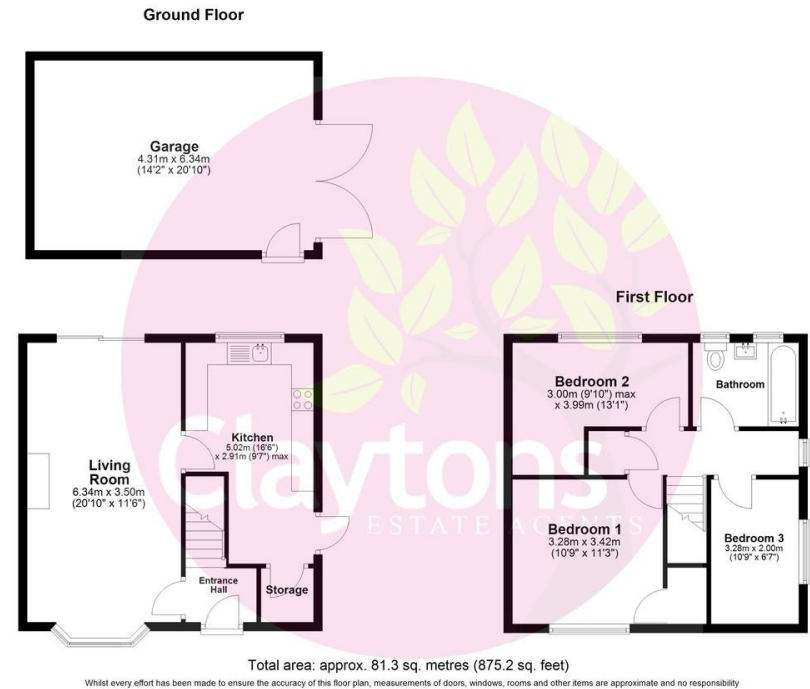 Ground Floor
Garage
4.31m x 6.34m
(14'2" x 20'10")
First Floor
Living
Room
6.34m x 3.50m
(20'10" x 11'6")
Kitchen
5.02m (16'6")
x 2.91m (9'7") max
Entrance
Hall
Storage
Bedroom 2
3.00m (9'10") max
x 3.99m (13'1")
Bathroom
Bedroom 1
3.28m x 3.42m
(10'9" x 11'3")
Bedroom 3
3.28m x 2.00m
(10'9" x 6'7")
Claytons
ESTATE AGENTS
Total area: approx. 81.3 sq. metres (875.2 sq. feet)
Whilst every effort has been made to ensure the accuracy of this floor plan, measurements of doors, windows, rooms and other items are approximate and no responsibility